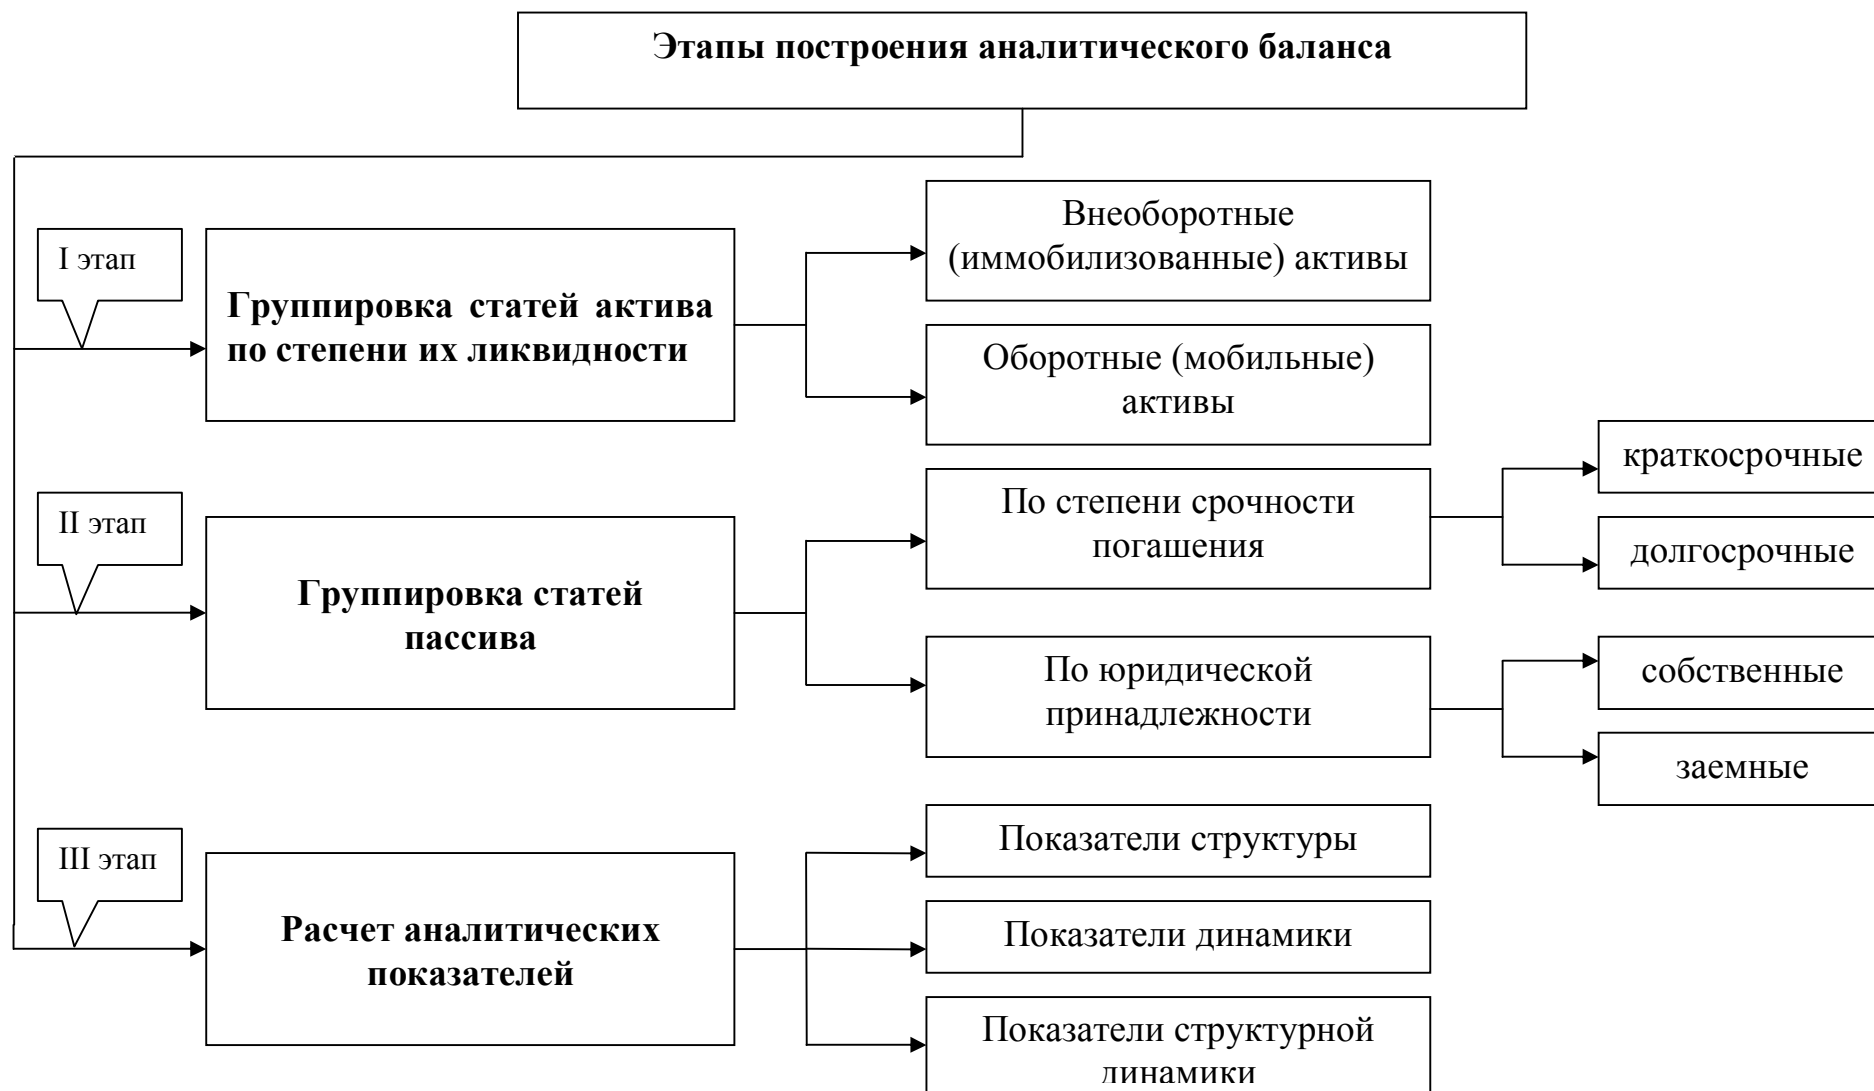 Этапы построения аналитического баланса
I этап
Группировка статей актива
по степени их ликвидности
Внеоборотные
(иммобилизованные) активы
Оборотные (мобильные)
активы
II этап
Группировка статей
пассива
По степени срочности
погашения
краткосрочные
долгосрочные
По юридической
принадлежности
собственные
заемные
III этап
Расчет аналитических
показателей
Показатели структуры
Показатели динамики
Показатели структурной
динамики